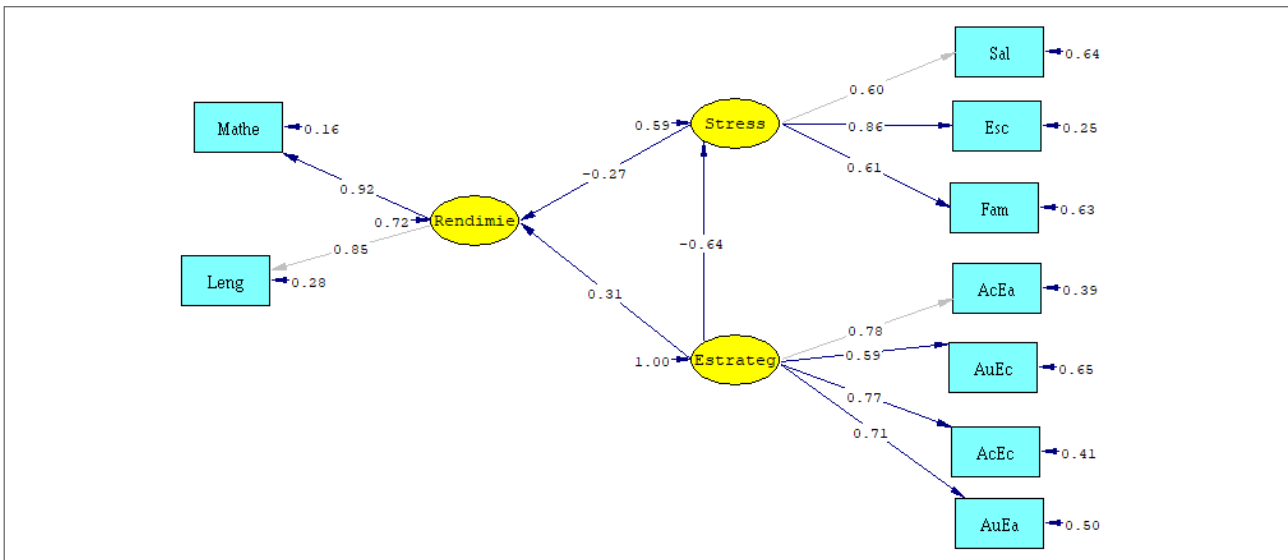 Sal
0.64
0.60
Mathe
0.16
0.59
Stress
0.86
Esc
0.25
-0.27
0.61
0.92
Fam
0.63
0.72
Rendimie
0.85
-0.64
Leng
0.28
0.31
AcEa
0.39
0.78
1.00
Estrateg
0.59
AuEc
0.65
0.77
0.71
AcEc
0.41
AuEa
0.50